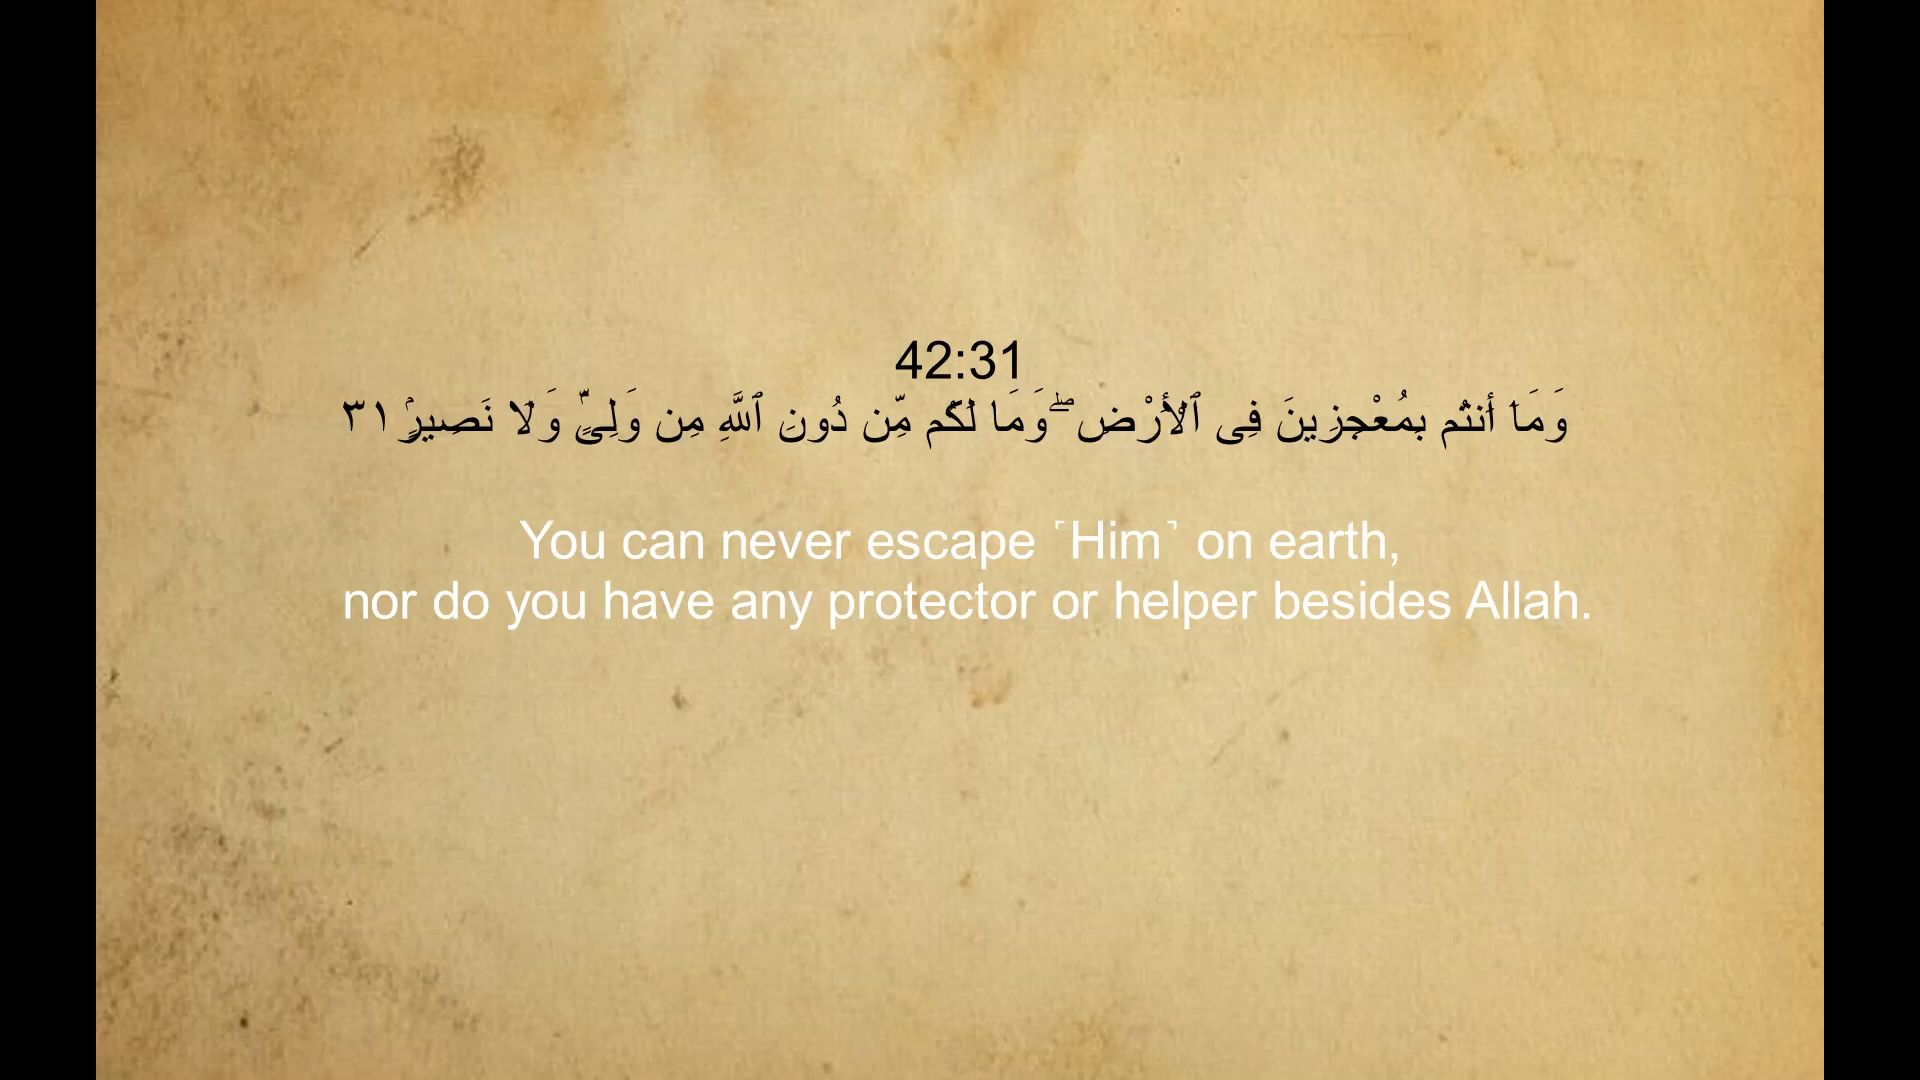 42:31
وَمَآ أَنتُم بِمُعْجِزِينَ فِى ٱلْأَرْضِ ۖ وَمَا لَكُم مِّن دُونِ ٱللَّهِ مِن وَلِىٍّۢ وَلَا نَصِيرٍۢ ٣١
You can never escape ˹Him˺ on earth,
nor do you have any protector or helper besides Allah.